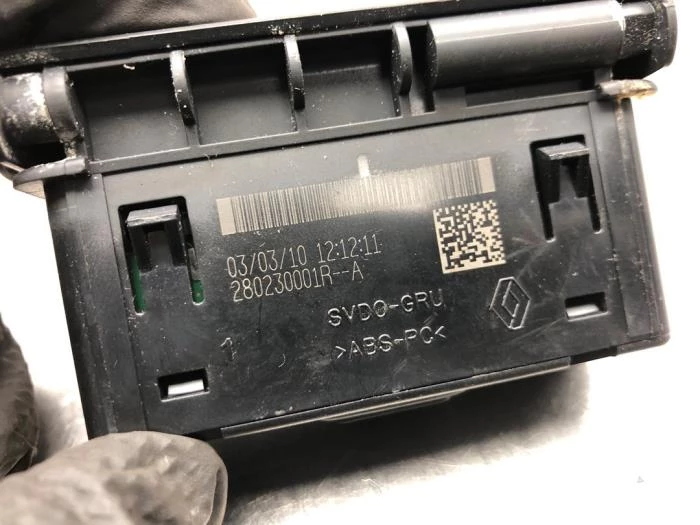 03/03/10 12:12:11
280230001R--A
SVDO-GRU
1 >ABS-PC<